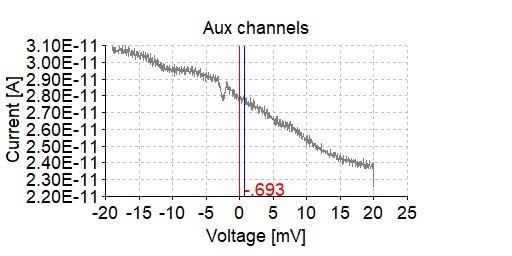 Aux channels
3.10E-11
3.00E-11
2.90E-11
2.80E-11
2.70E-11
2.60E-11
2.50E-11
2.40E-11
2.30E-11
2.20E-11
Current [A]
-.693
-20 -15 -10 -5 0 5 10 15 20 25
Voltage [mV]